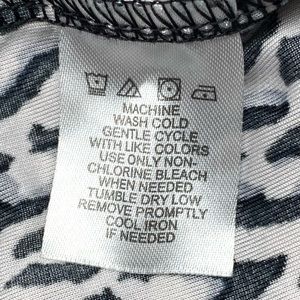 MACHINE
WASH COLD
GENTLE CYCLE
WITH LIKE COLORS
USE ONLY NON-
CHLORINE BLEACH
WHEN NEEDED
TUMBLE DRY LOW
REMOVE PROMPTLY
COOL IRON
IF NEEDED